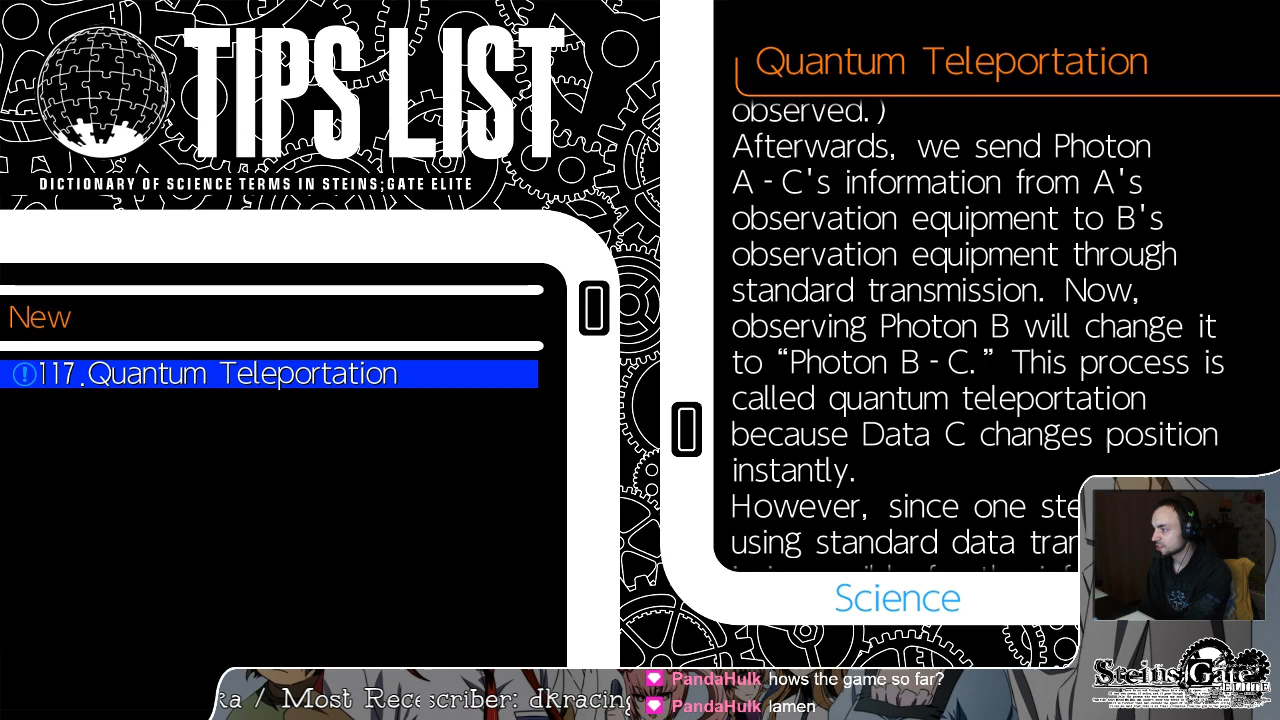 TIPS LIST
DICTIONARY OF SCIENCE TERMS IN STEINS;GATE ELITE
New
117.Quantum Teleportation
Quantum Teleportation
observed.)
Afterwards, we send Photon
A - C's information from A's
observation equipment to B's
observation equipment through
standard transmission. Now,
observing Photon B will change it
to “Photon B - C.” This process is
called quantum teleportation
because Data C changes position
instantly.
However, since one ste
using standard data tran
Science
Steins;Gate
ELITE
ka / Most Rec scriber: dkracing
PandaHulk hows the game so far?
PandaHulk lamen